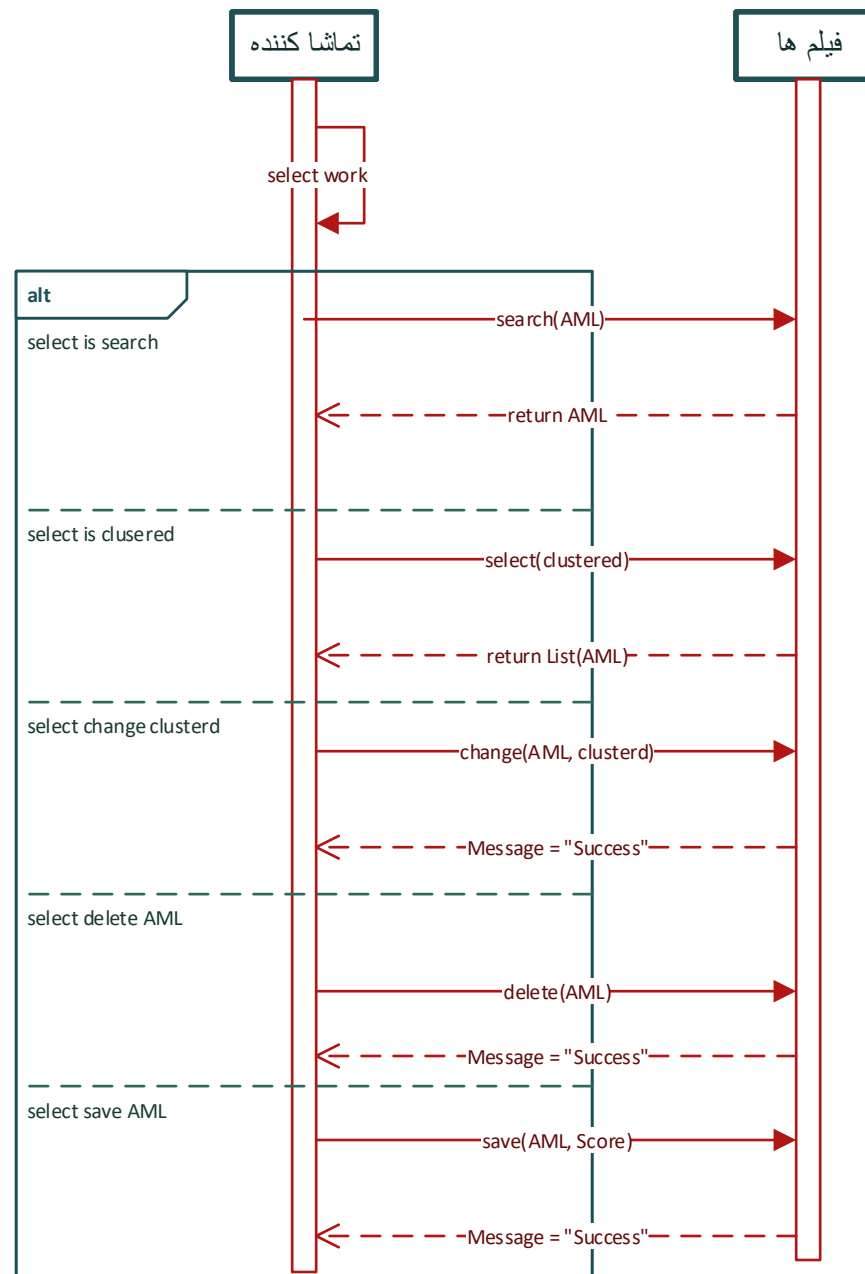 تماشا کننده
فیلم ها
select work
alt
search(AML)
select is search
return AML
select is clusered
select(clustered)
return List(AML)
select change clusterd
change(AML, clusterd)
Message = "Success"
select delete AML
delete(AML)
Message = "Success"
select save AML
save(AML, Score)
Message = "Success"